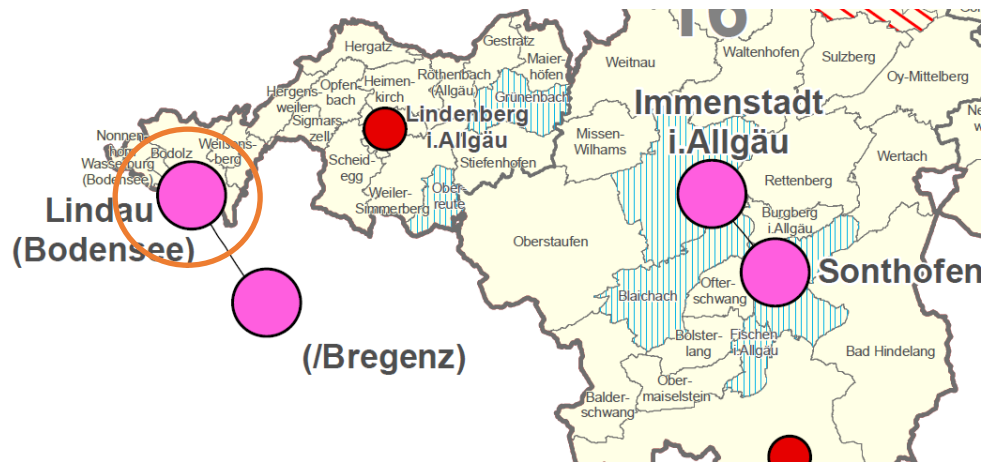 16
Hergatz
Gestratz
Maier-
höfen
Weitnau
Waltenhofen
Sulzberg
Oy-Mittelberg
Hergens-
weiler
Opfen-
bach
Heimen-
kirch
Röthenbach
(Allgäu)
Grünenbach
Sigmars-
zell
Lindenberg
i.Allgäu
Immenstadt
i.Allgäu
Missen-
Wilhams
Nonnen-
horn
Wasserburg
(Bodensee)
Bodolz
Weißens-
berg
Scheid-
egg
Stiefenhofen
Wertach
Rettenberg
Weiler-
Simmerberg
Ober-
reute
Lindau
(Bodensee)
Oberstaufen
Burgberg
i.Allgäu
Sonthofen
Blaichach
Ofter-
schwang
(/Bregenz)
Bolster-
lang
Fischen
i.Allgäu
Bad Hindelang
Ober-
maiselstein
Balder-
schwang